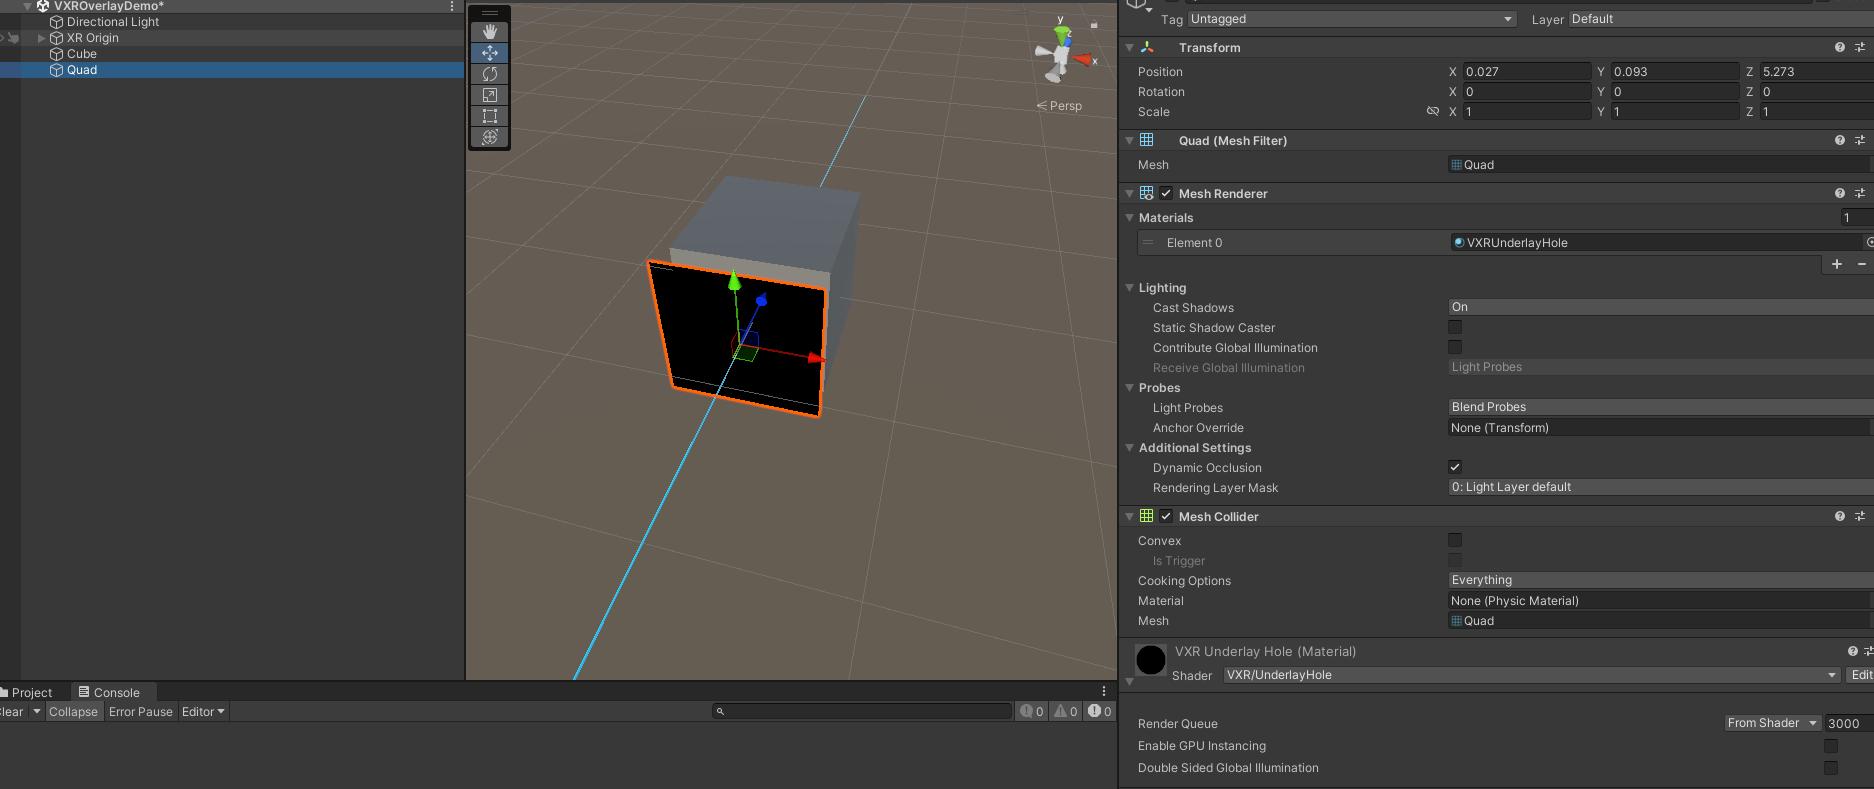 VXROverlayDemo*
Directional Light
XR Origin
Cube
Quad
y
z
x
Persp
Tag Untagged Layer Default
Transform
Position X 0.027 Y 0.093 Z 5.273
Rotation X 0 Y 0 Z 0
Scale X 1 Y 1 Z 1
Quad (Mesh Filter)
Mesh Quad
Mesh Renderer
Materials 1
Element 0 VXRUnderlayHole
Lighting
Cast Shadows On
Static Shadow Caster
Contribute Global Illumination
Receive Global Illumination Light Probes
Probes
Light Probes Blend Probes
Anchor Override None (Transform)
Additional Settings
Dynamic Occlusion
Rendering Layer Mask 0: Light Layer default
Mesh Collider
Convex
Is Trigger
Cooking Options Everything
Material None (Physic Material)
Mesh Quad
VXR Underlay Hole (Material)
Shader VXR/UnderlayHole Edit
Render Queue From Shader 3000
Enable GPU Instancing
Double Sided Global Illumination
Project Console
lear Collapse Error Pause Editor 0 0 0